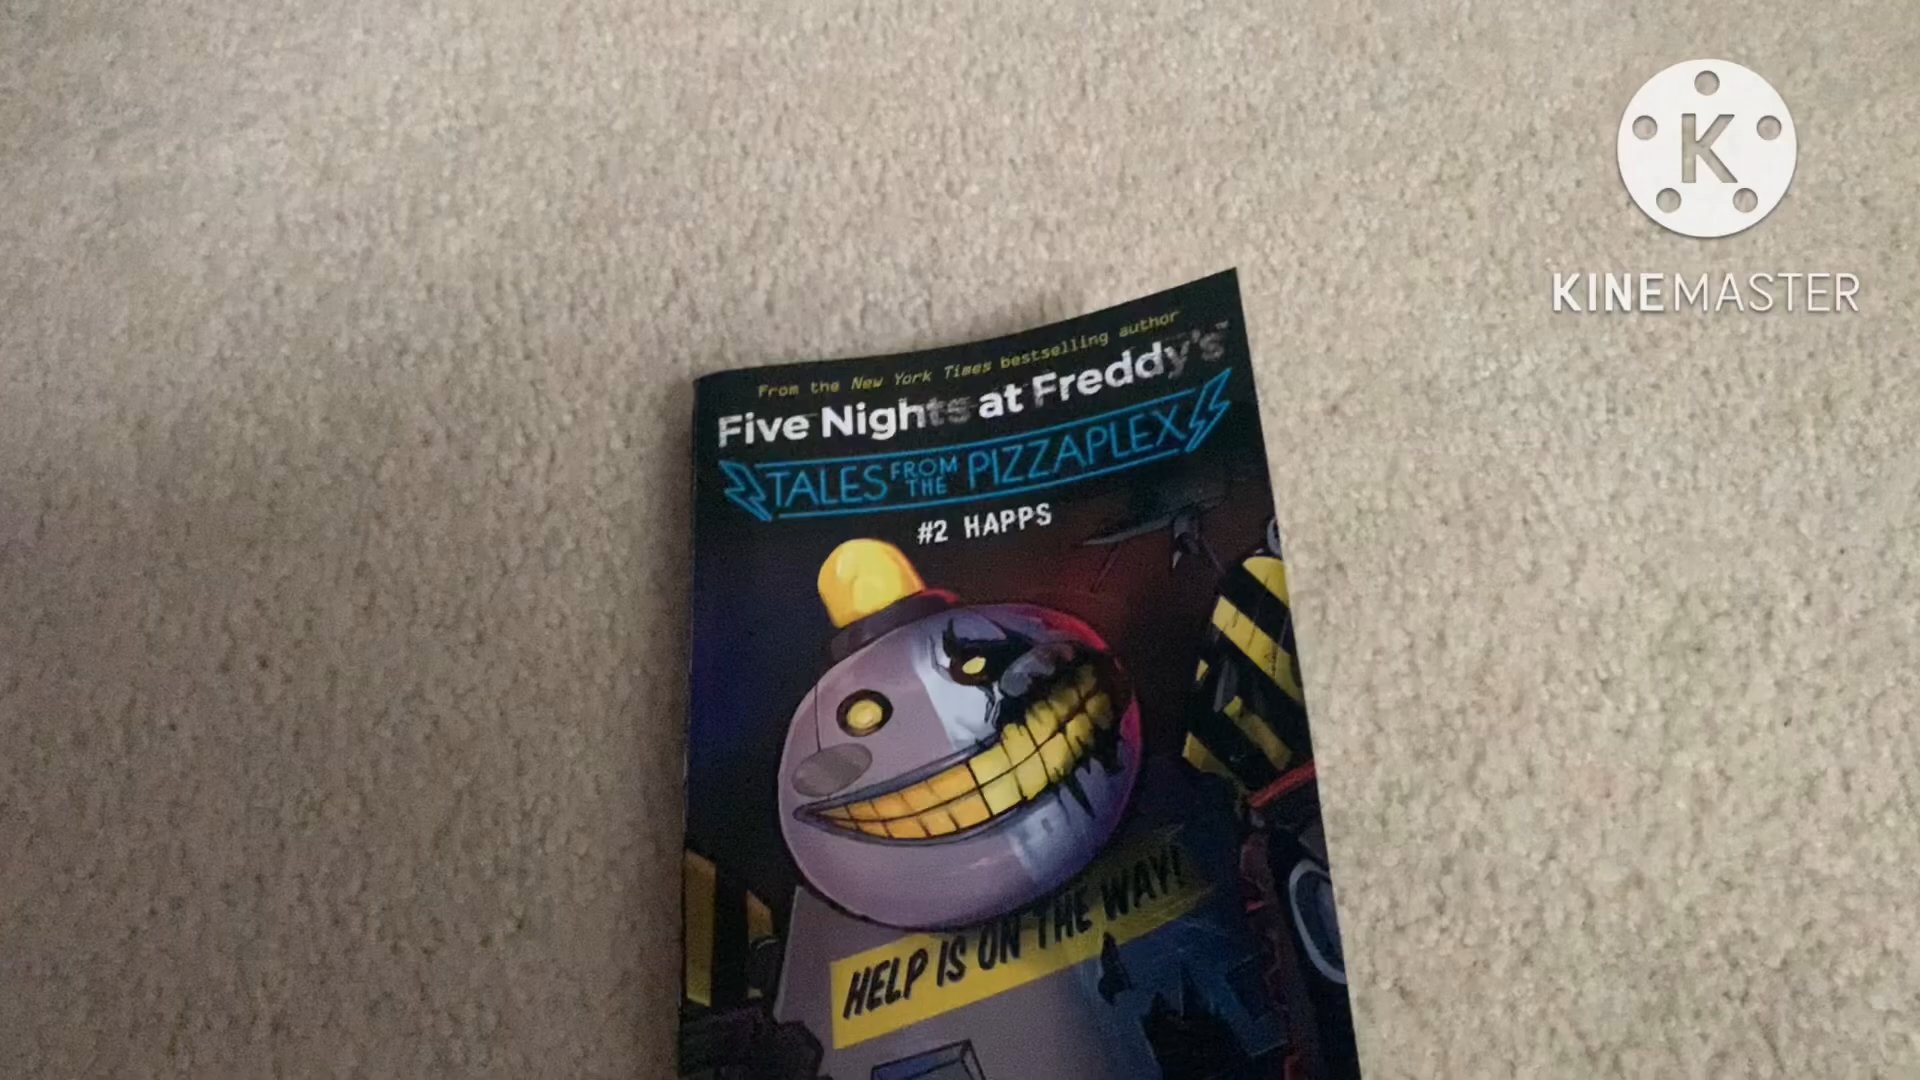 K
KINEMASTER
From the New York Times bestselling author
Five Nights at Freddy's
TALES FROM THE PIZZAPLEX
#2 HAPPS
HELP IS ON THE WAY!